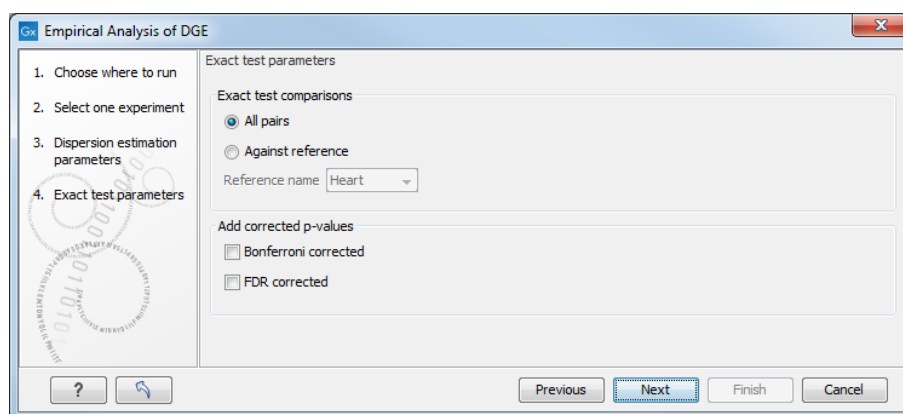 Gx Empirical Analysis of DGE
1. Choose where to run
2. Select one experiment
3. Dispersion estimation
parameters
4. Exact test parameters
Exact test parameters
Exact test comparisons
All pairs
Against reference
Reference name Heart
Add corrected p-values
Bonferroni corrected
FDR corrected
?
Previous
Next
Finish
Cancel